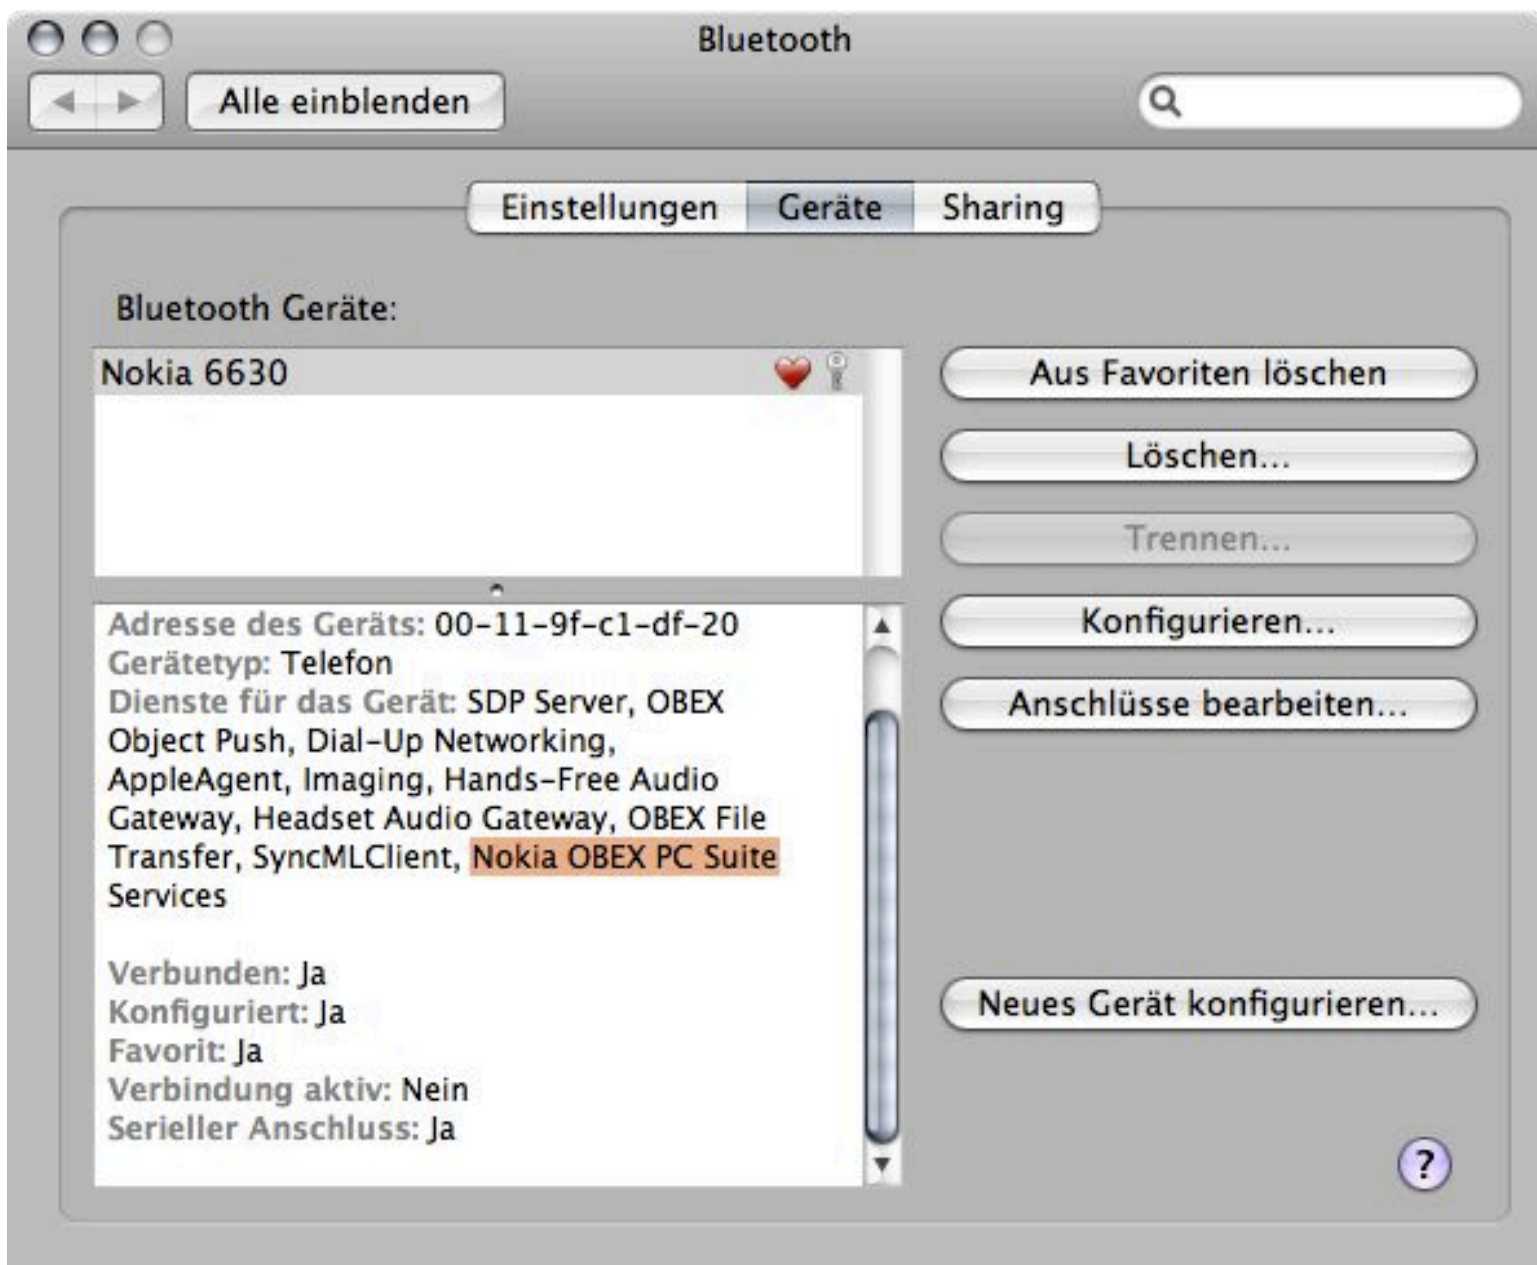 Bluetooth
Alle einblenden
Einstellungen Geräte Sharing
Bluetooth Geräte:
Nokia 6630
Aus Favoriten löschen
Löschen...
Trennen...
Konfigurieren...
Anschlüsse bearbeiten...
Adresse des Geräts: 00-11-9f-c1-df-20
Gerätetyp: Telefon
Dienste für das Gerät: SDP Server, OBEX
Object Push, Dial-Up Networking,
AppleAgent, Imaging, Hands-Free Audio
Gateway, Headset Audio Gateway, OBEX File
Transfer, SyncMLClient, Nokia OBEX PC Suite
Services
Verbunden: Ja
Konfiguriert: Ja
Favorit: Ja
Verbindung aktiv: Nein
Serieller Anschluss: Ja
Neues Gerät konfigurieren...
?